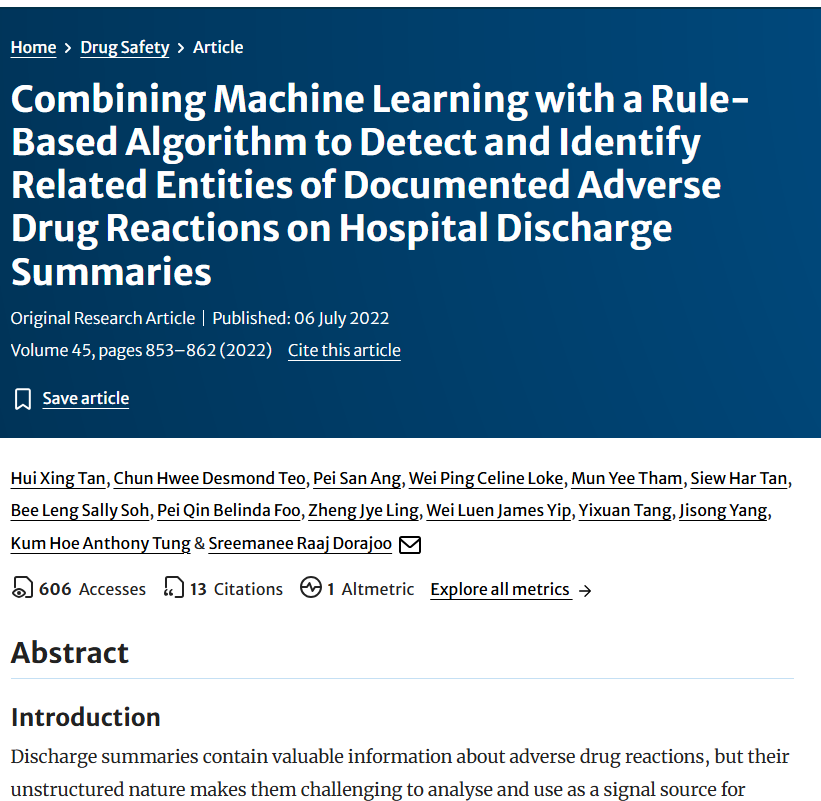 Home > Drug Safety > Article
Combining Machine Learning with a Rule-
Based Algorithm to Detect and Identify
Related Entities of Documented Adverse
Drug Reactions on Hospital Discharge
Summaries
Original Research Article | Published: 06 July 2022
Volume 45, pages 853–862 (2022) Cite this article
Save article
Hui Xing Tan, Chun Hwee Desmond Teo, Pei San Ang, Wei Ping Celine Loke, Mun Yee Tham, Siew Har Tan,
Bee Leng Sally Soh, Pei Qin Belinda Foo, Zheng Jye Ling, Wei Luen James Yip, Yixuan Tang, Jisong Yang,
Kum Hoe Anthony Tung & Sreemanee Raaj Dorajoo
606 Accesses 13 Citations 1 Altmetric Explore all metrics →
Abstract
Introduction
Discharge summaries contain valuable information about adverse drug reactions, but their
unstructured nature makes them challenging to analyse and use as a signal source for